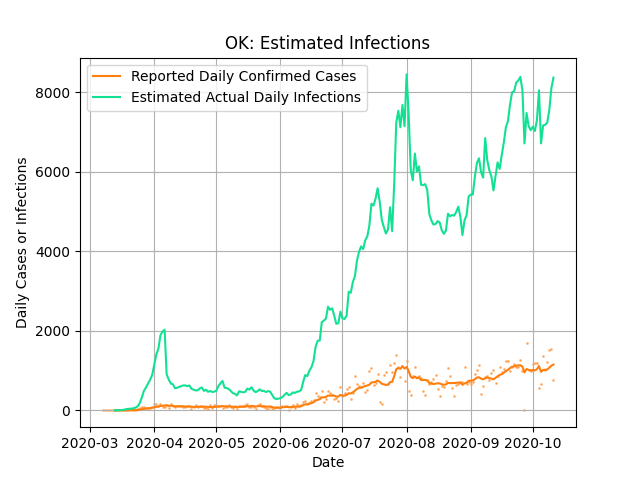 OK: Estimated Infections
Reported Daily Confirmed Cases
Estimated Actual Daily Infections
Daily Cases or Infections
8000
6000
4000
2000
0
2020-03 2020-04 2020-05 2020-06 2020-07 2020-08 2020-09 2020-10
Date